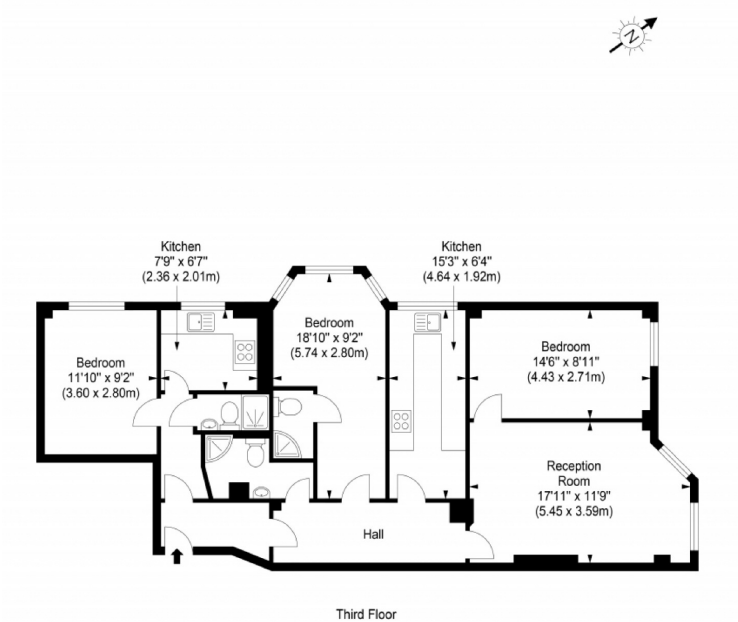 N
Kitchen
7'9" x 6'7"
(2.36 x 2.01m)
Kitchen
15'3" x 6'4"
(4.64 x 1.92m)
Bedroom
11'10" x 9'2"
(3.60 x 2.80m)
Bedroom
18'10" x 9'2"
(5.74 x 2.80m)
Bedroom
14'6" x 8'11"
(4.43 x 2.71m)
Reception
Room
17'11" x 11'9"
(5.45 x 3.59m)
Hall
Third Floor